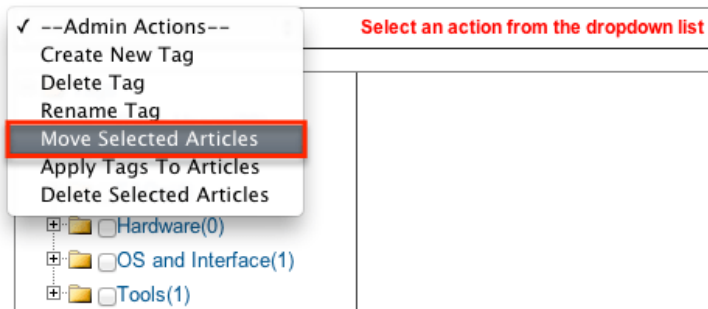 ✓ --Admin Actions--
Select an action from the dropdown list
Create New Tag
Delete Tag
Rename Tag
Move Selected Articles
Apply Tags To Articles
Delete Selected Articles
Hardware(0)
OS and Interface(1)
Tools(1)